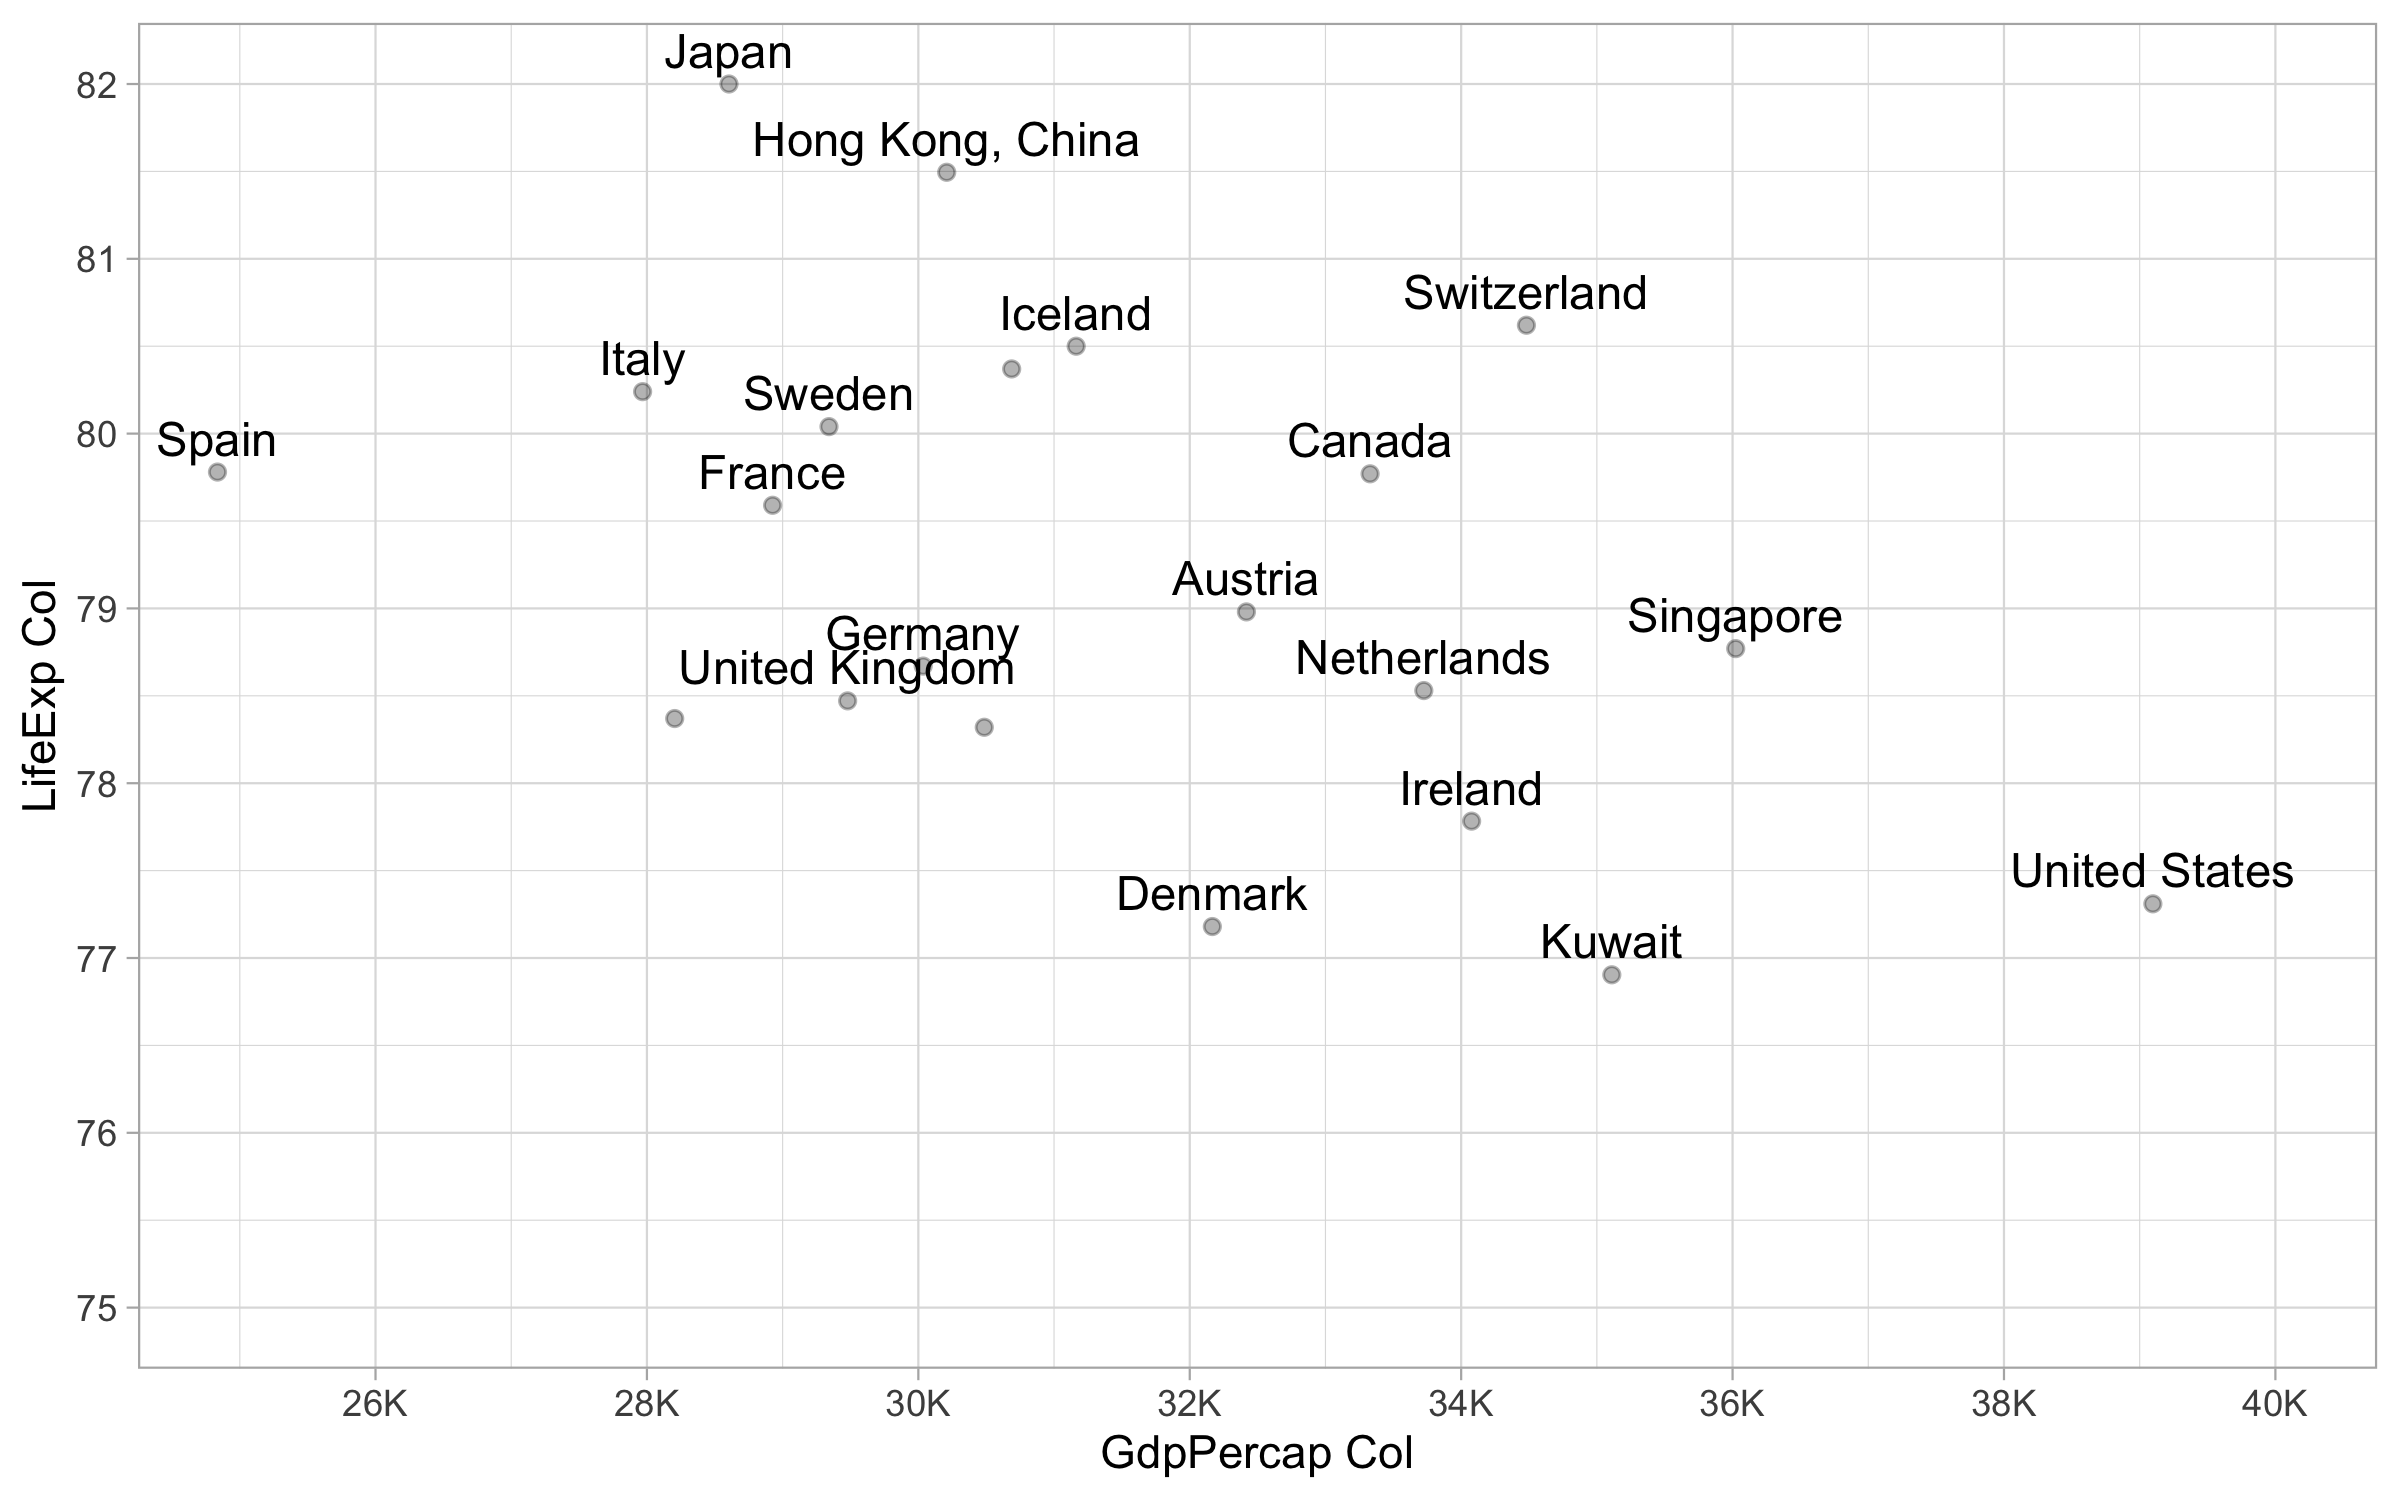 Japan
82
Hong Kong, China
81
Switzerland
Iceland
Italy
Sweden
80
Spain
Canada
France
Austria
79
Singapore
Germany
Netherlands
United Kingdom
LifeExp Col
78
Ireland
United States
Denmark
77
Kuwait
76
75
26K 28K 30K 32K 34K 36K 38K 40K
GdpPercap Col